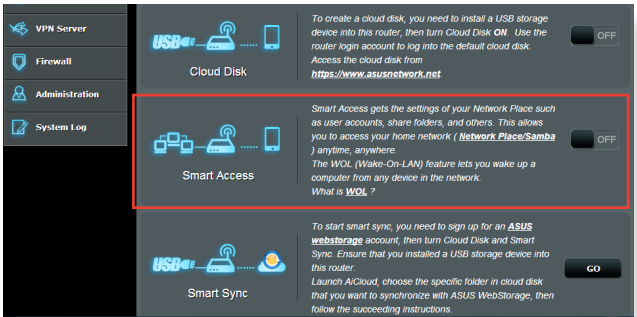 VPN Server
Firewall
Administration
System Log
USB
Cloud Disk
To create a cloud disk, you need to install a USB storage
device into this router, then turn Cloud Disk ON. Use the
router login account to log into the default cloud disk.
Access the cloud disk from
https://www.asusnetwork.net.
OFF
Smart Access
Smart Access gets the settings of your Network Place such
as user accounts, share folders, and others. This allows
you to access your home network ( Network Place/Samba
) anytime, anywhere.
The WOL (Wake-On-LAN) feature lets you wake up a
computer from any device in the network.
What is WOL ?
OFF
USB
Smart Sync
To start smart sync, you need to sign up for an ASUS
webstorage account, then turn Cloud Disk and Smart
Sync. Ensure that you installed a USB storage device into
this router.
Launch AiCloud, choose the specific folder in cloud disk
that you want to synchronize with ASUS WebStorage, then
follow the succeeding instructions.
GO